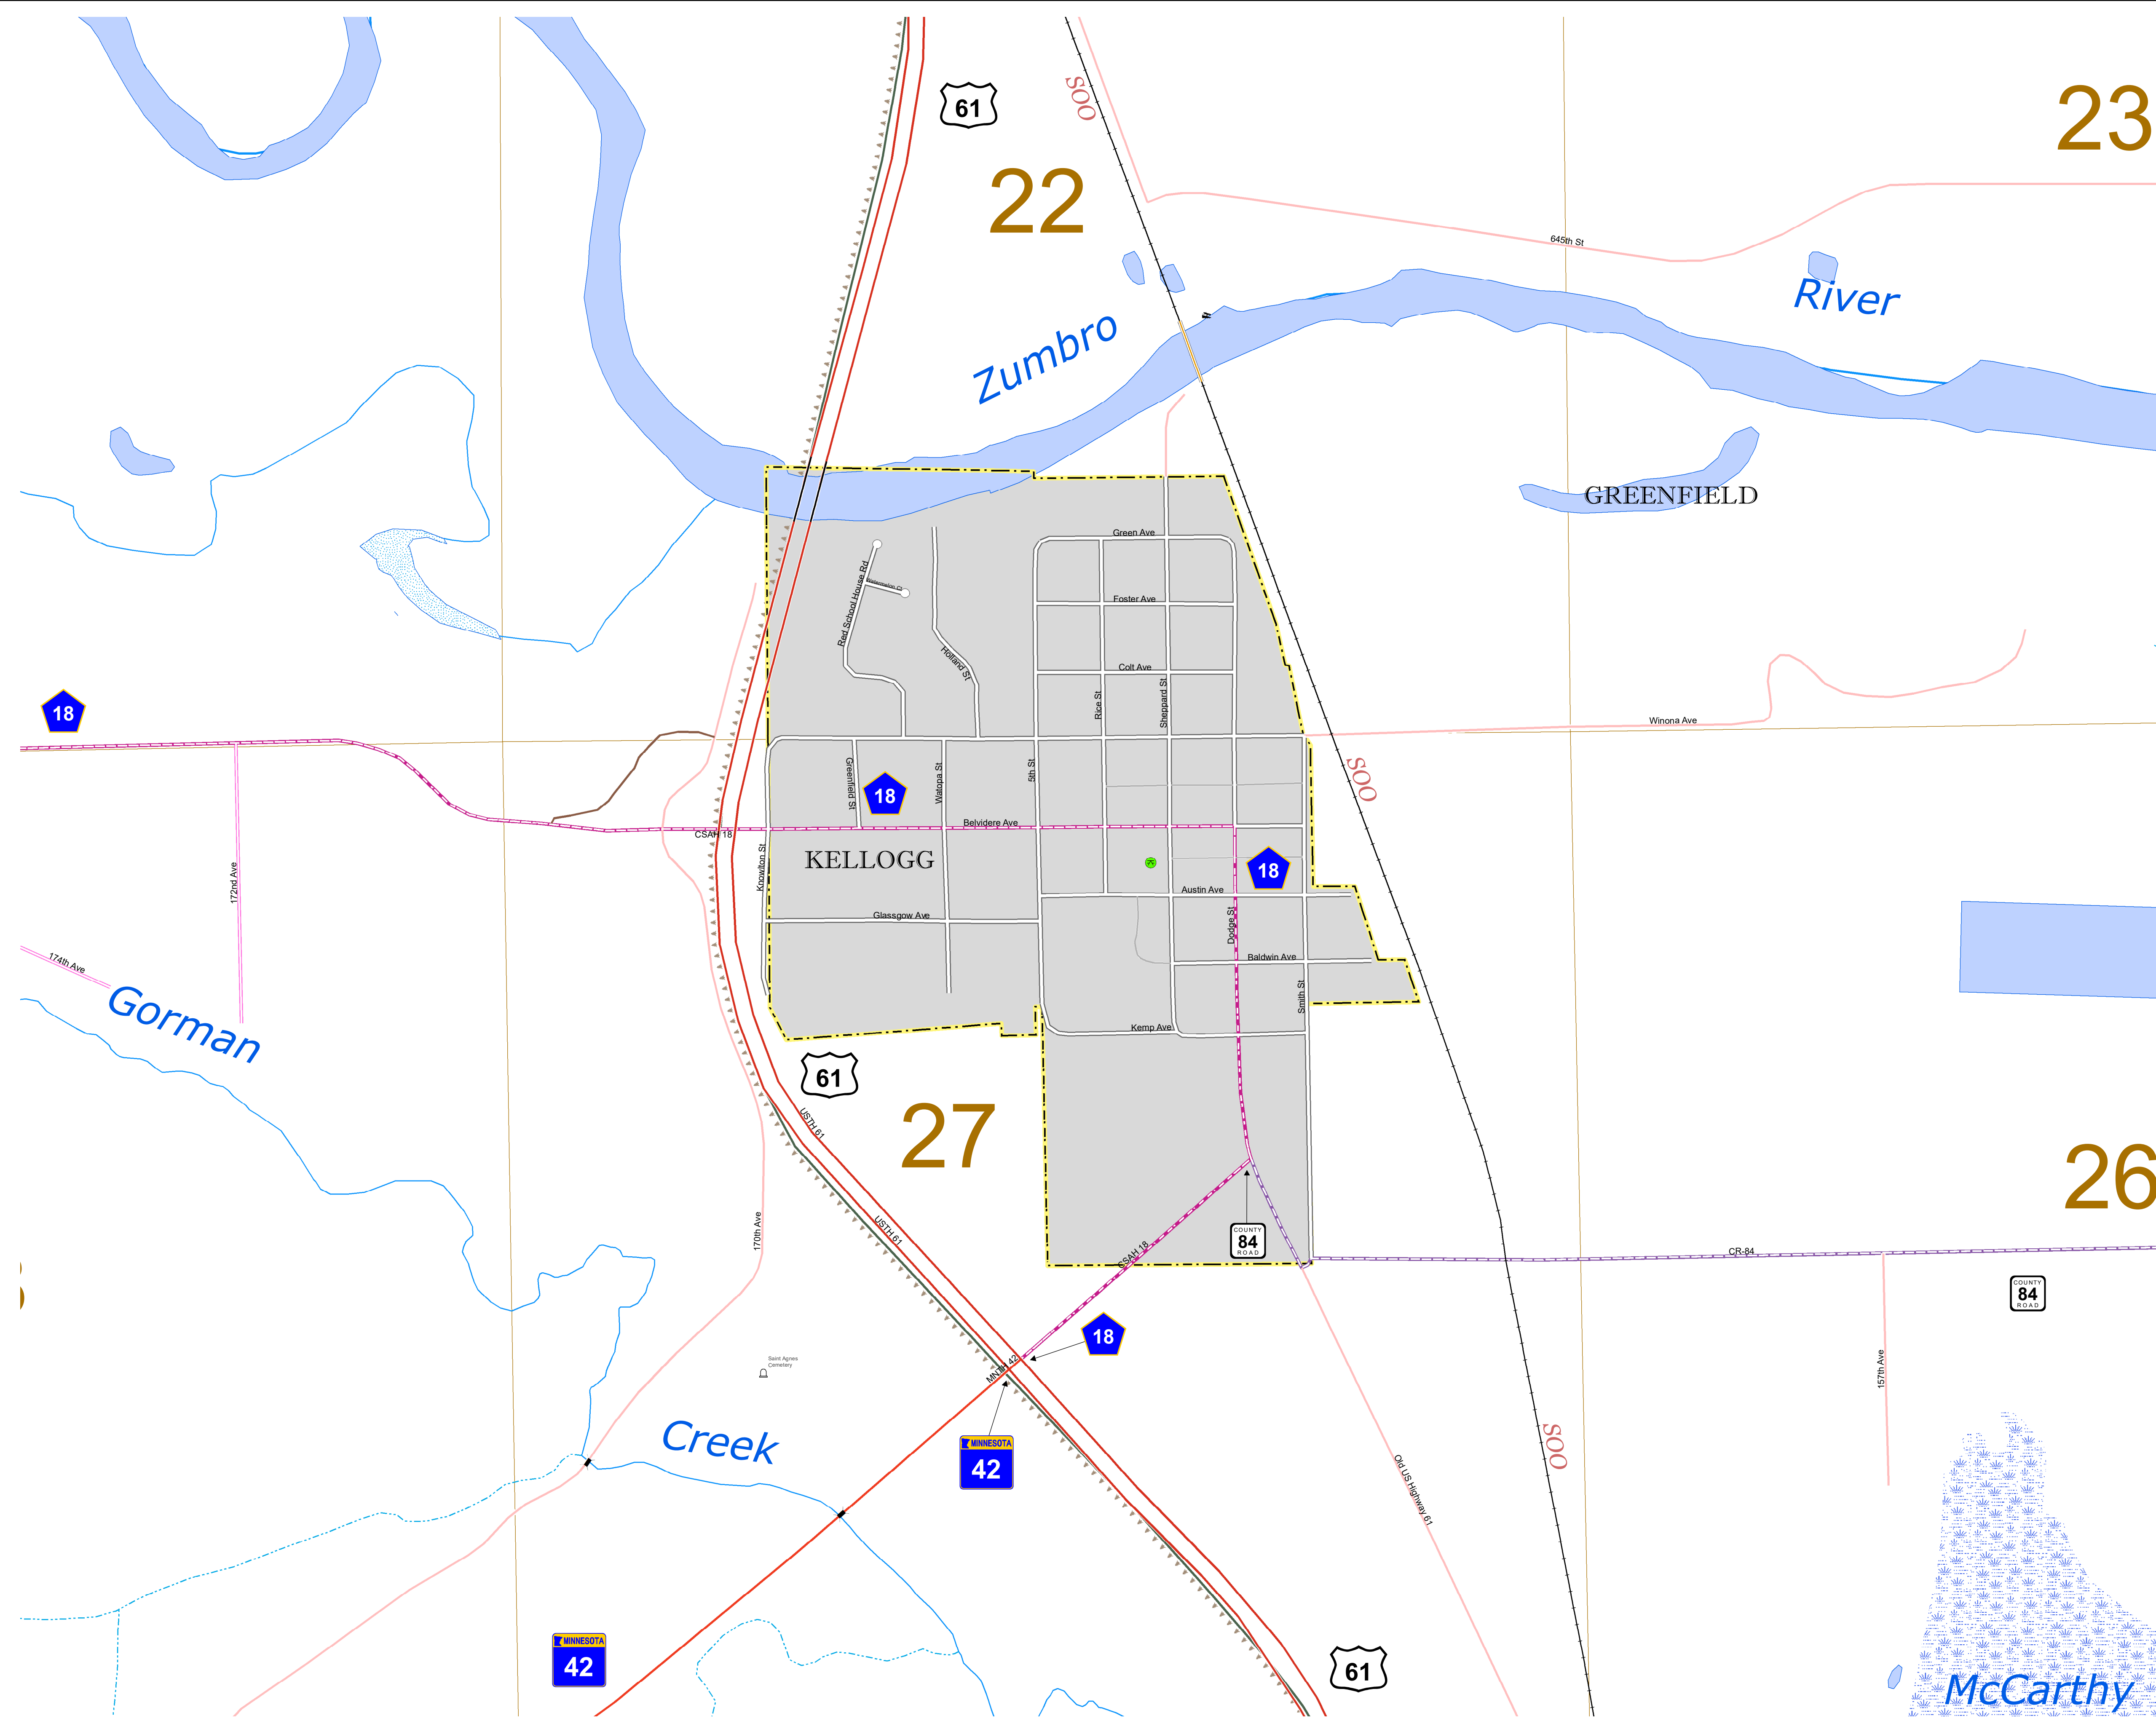 61
SOO
23
22
645th St
River
Zumbro
GREENFIELD
Green Ave
Red School House Rd
Watermelon Ct
Foster Ave
Holland St
Colt Ave
Rice St
Sheppard St
18
Winona Ave
SOO
Greenfield St
Watopa St
5th St
18
Belvidere Ave
CSAH 18
KELLOGG
Knowlton St
18
172nd Ave
Austin Ave
Glassgow Ave
Dodge St
174th Ave
Baldwin Ave
Gorman
Smith St
Kemp Ave
61
USTH 61
27
26
170th Ave
USTH 61
COUNTY
84
ROAD
CSAH 18
CR-84
COUNTY
84
ROAD
18
Saint Agnes
Cemetery
MNTH 42
157th Ave
Creek
MINNESOTA
42
SOO
Old US Highway 61
MINNESOTA
42
61
McCarthy